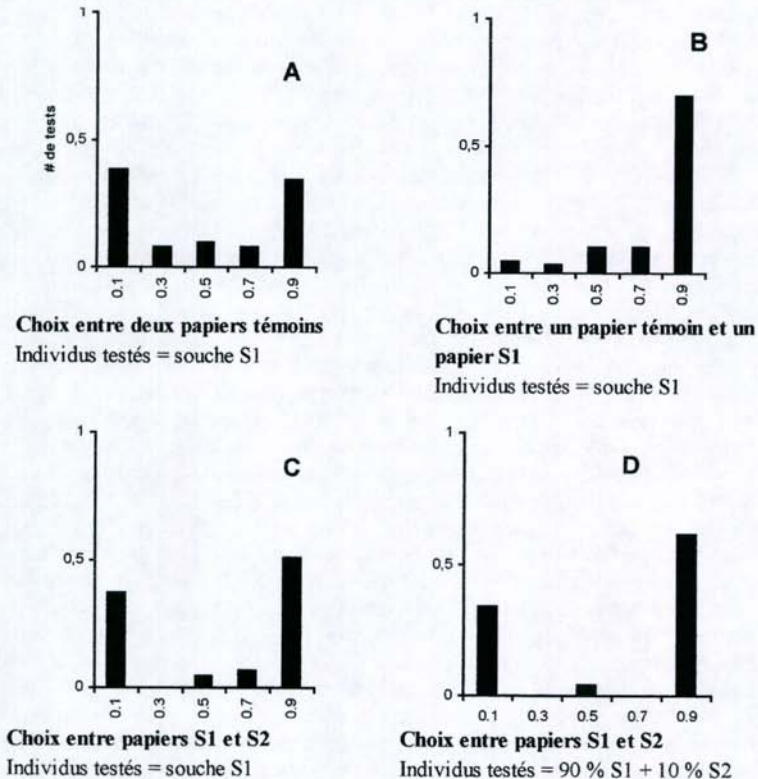 1
A
# de tests
0,5
0
0.1 0.3 0.5 0.7 0.9
Choix entre deux papiers témoins
Individus testés = souche S1
1
B
0,5
0
0.1 0.3 0.5 0.7 0.9
Choix entre un papier témoin et un
papier S1
Individus testés = souche S1
1
C
0,5
0
0.1 0.3 0.5 0.7 0.9
Choix entre papiers S1 et S2
Individus testés = souche S1
1
D
0,5
0
0.1 0.3 0.5 0.7 0.9
Choix entre papiers S1 et S2
Individus testés = 90 % S1 + 10 % S2